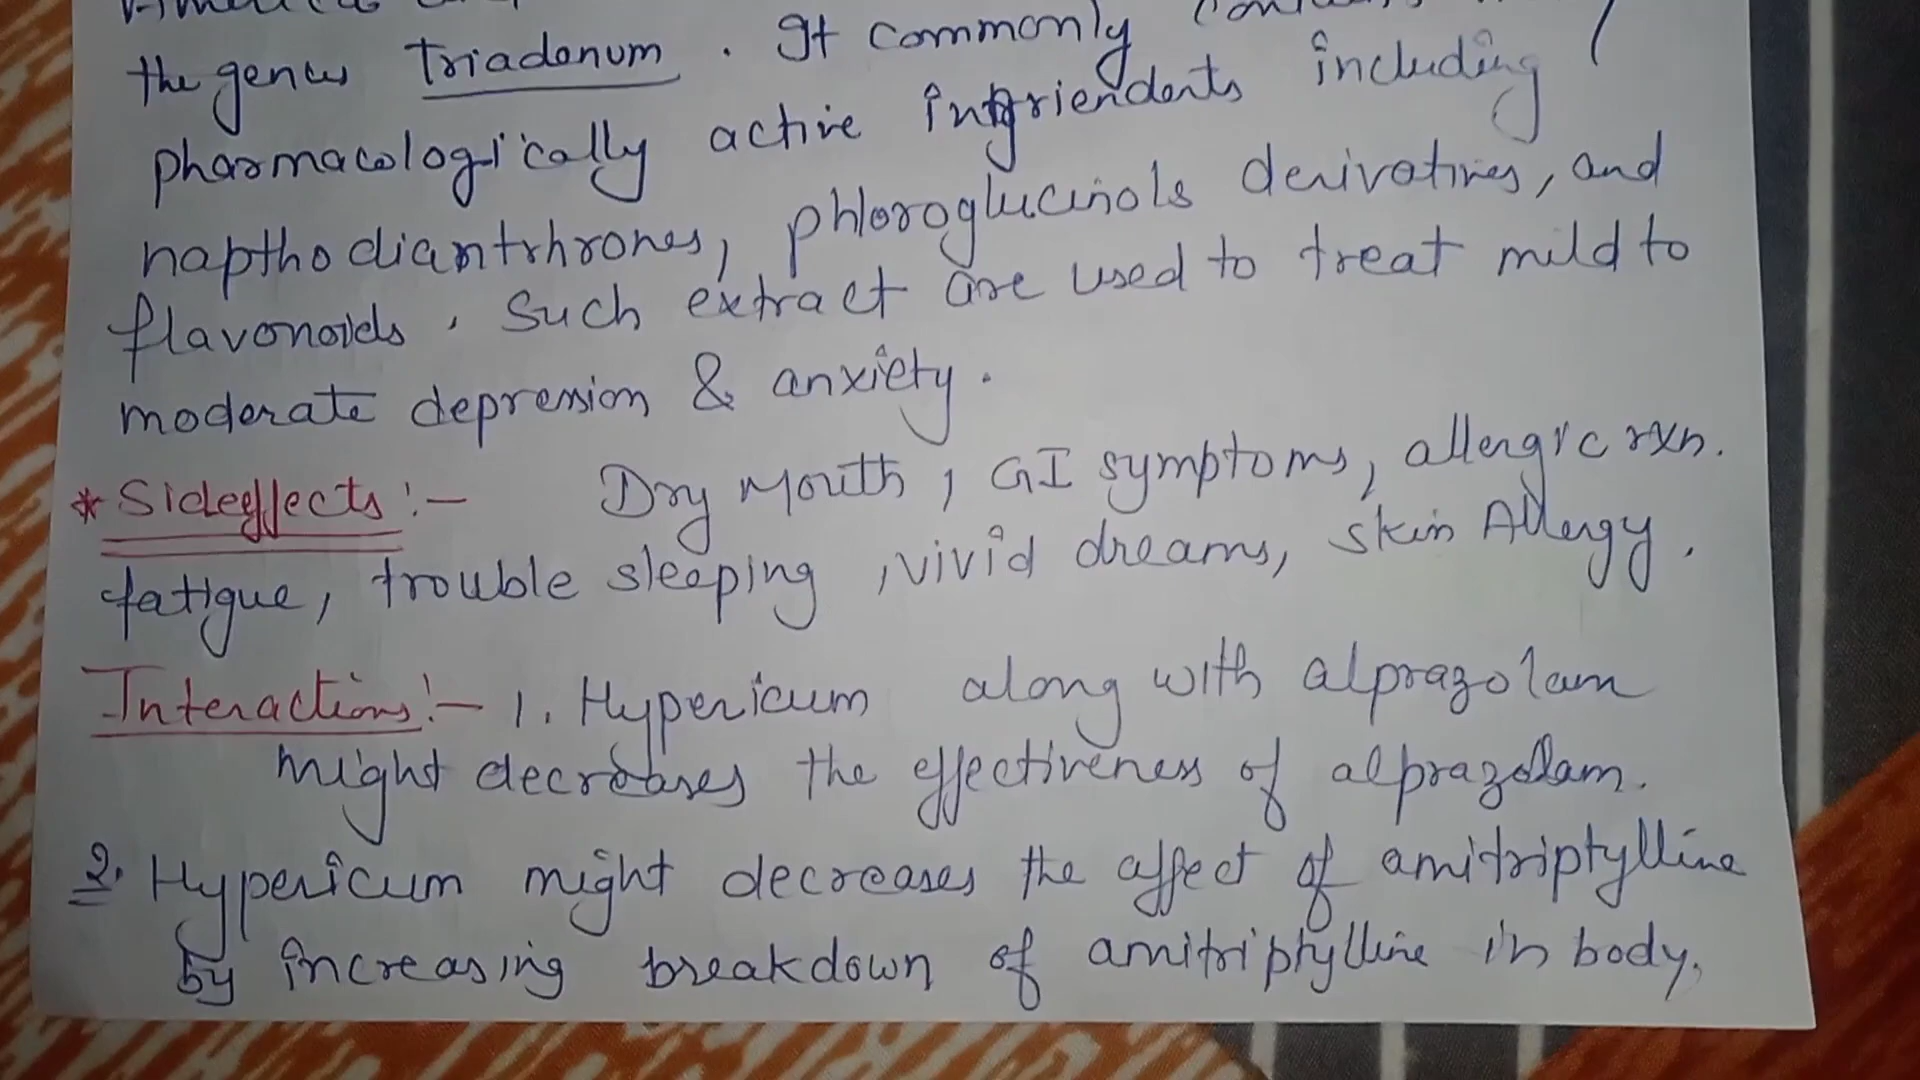 the genus Triadanum. It commonly
pharmacologically active ingriendents including
napthodiantrhrones, phloroglucinols derivatives, and
flavonoids. Such extract are used to treat mild to
moderate depression & anxiety.
* Sideeffects:- Dry Mouth, GI symptoms, allergic rxn.
fatigue, trouble sleeping, vivid dreams, skin Allergy.
Interactions:- 1. Hypericum along with alprazolam
might decreases the effectiveness of alprazolam.
2. Hypericum might decreases the affect of amitriptylline
by increasing breakdown of amitriptylline in body.